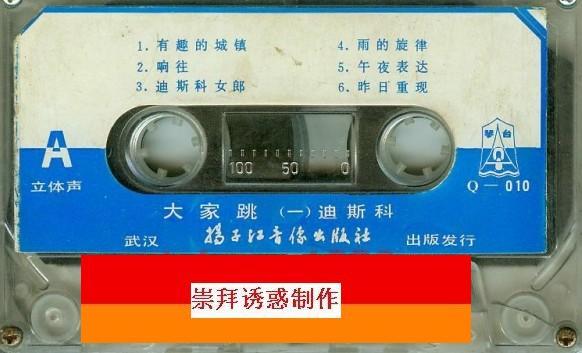 1. 有趣的城镇
2. 响往
3. 迪斯科女郎
4. 雨的旋律
5. 午夜表达
6. 昨日重现
A
立体声
100 50 0
琴台
Q—010
大家跳(一)迪斯科
武汉 扬子江音像出版社 出版发行
崇拜诱惑制作